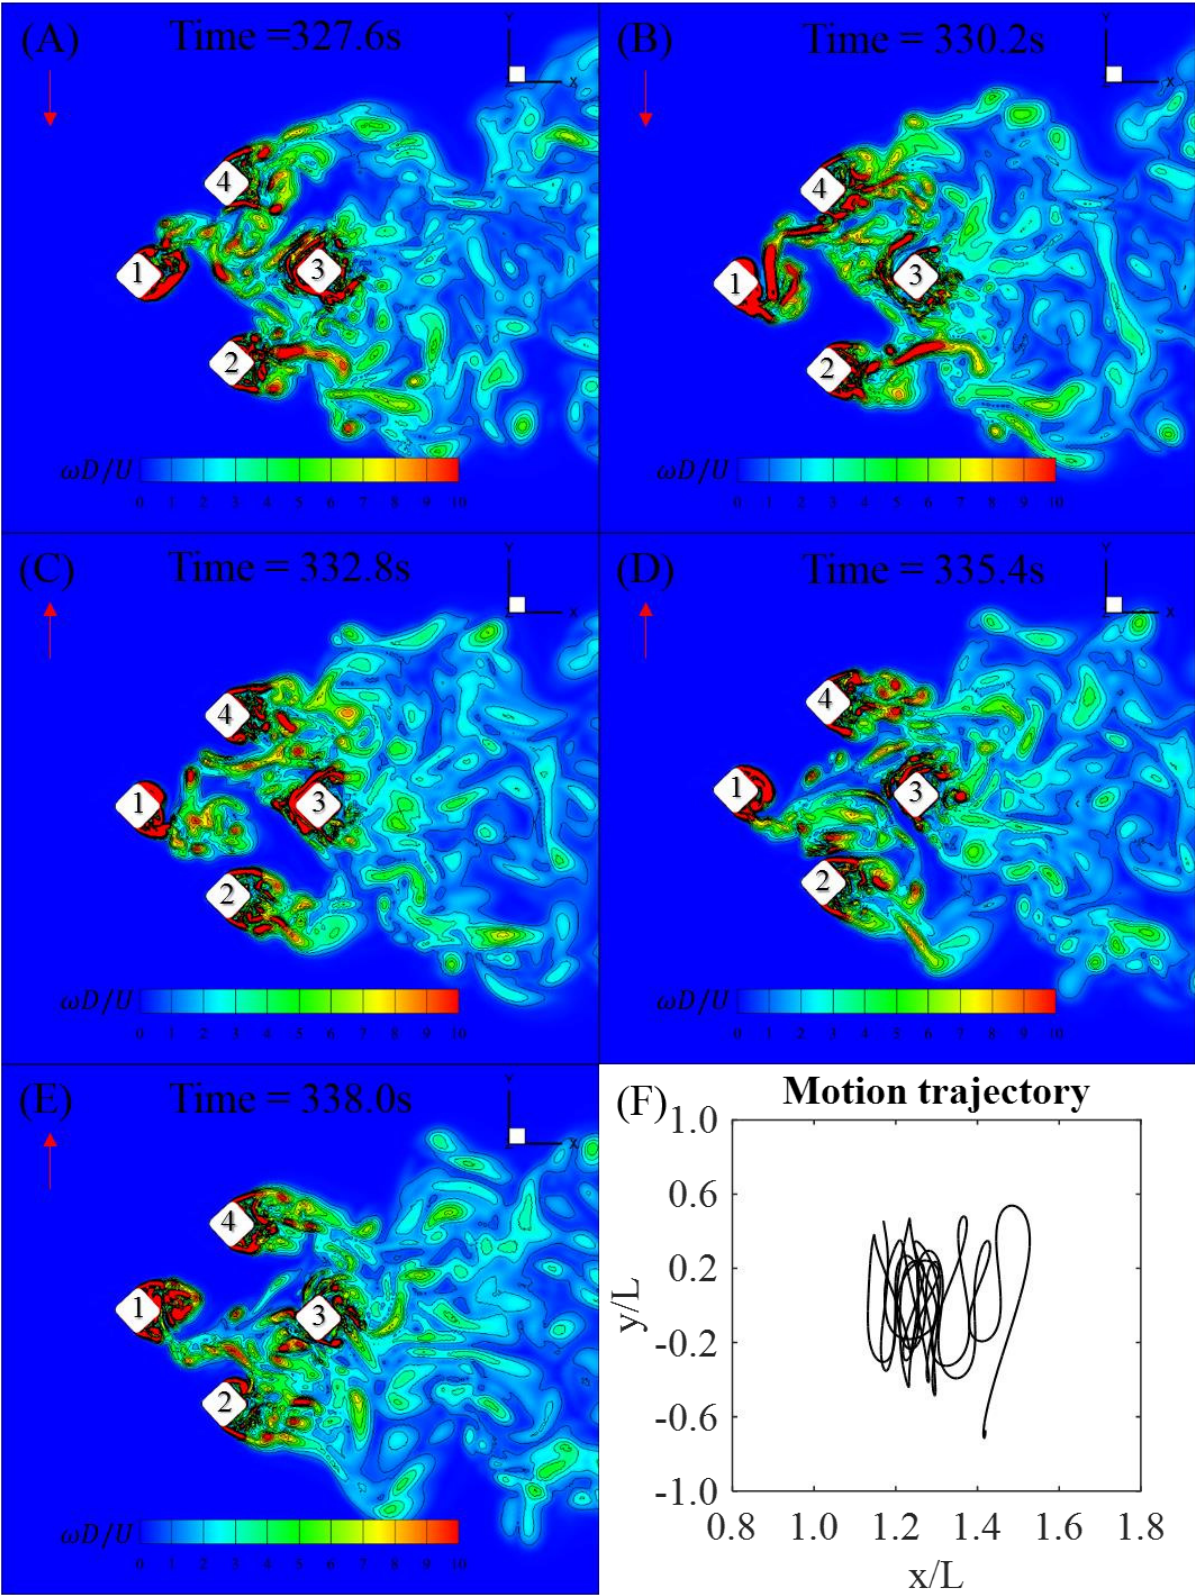 (A) Time =327.6s
Y
X
4
1
3
2
ωD/U
0 1 2 3 4 5 6 7 8 9 10
(B) Time = 330.2s
Y
X
4
1
3
2
ωD/U
0 1 2 3 4 5 6 7 8 9 10
(C) Time = 332.8s
Y
X
4
1
3
2
ωD/U
0 1 2 3 4 5 6 7 8 9 10
(D) Time = 335.4s
Y
X
4
1
3
2
ωD/U
0 1 2 3 4 5 6 7 8 9 10
(E) Time = 338.0s
Y
X
4
1
3
2
ωD/U
0 1 2 3 4 5 6 7 8 9 10
(F) Motion trajectory
1.0
0.6
0.2
-0.2
-0.6
-1.0
y/L
0.8 1.0 1.2 1.4 1.6 1.8
x/L